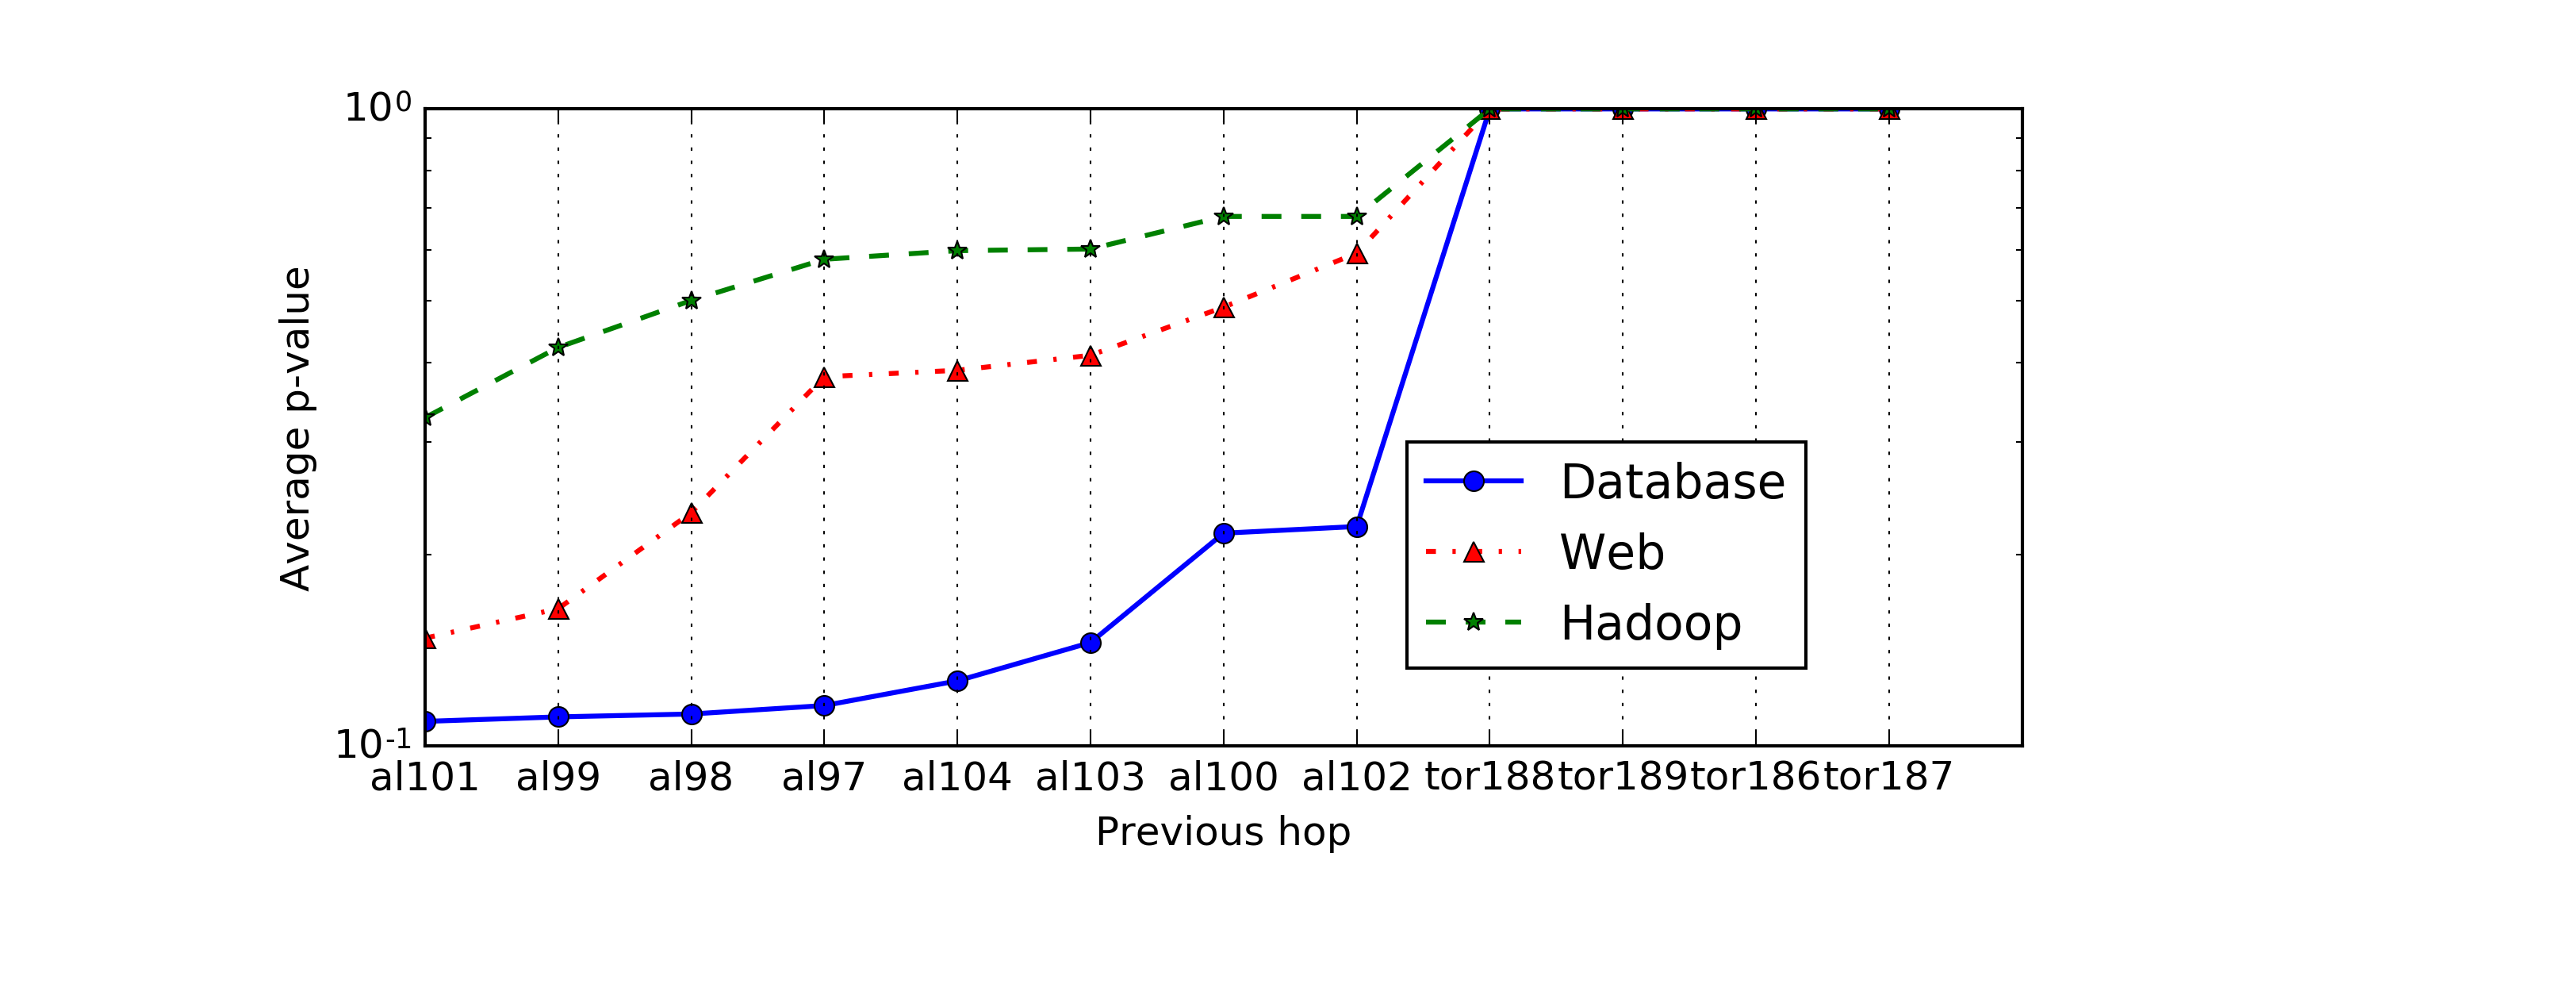 10⁰
Average p-value
10⁻¹
al101 al99 al98 al97 al104 al103 al100 al102 tor188 tor189 tor186 tor187
Previous hop
Database
Web
Hadoop